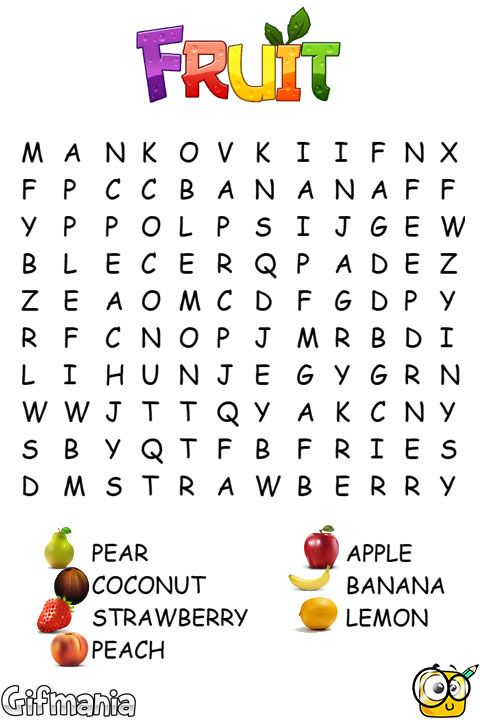 FRUIT
M A N K O V K I I F N X
F P C C B A N A N A F F
Y P P O L P S I J G E W
B L E C E R Q P A D E Z
Z E A O M C D F G D P Y
R F C N O P J M R B D I
L I H U N J E G Y G R N
W W J T T Q Y A K C N Y
S B Y Q T F B F R I E S
D M S T R A W B E R R Y
PEAR APPLE
COCONUT BANANA
STRAWBERRY LEMON
PEACH
Gifmania